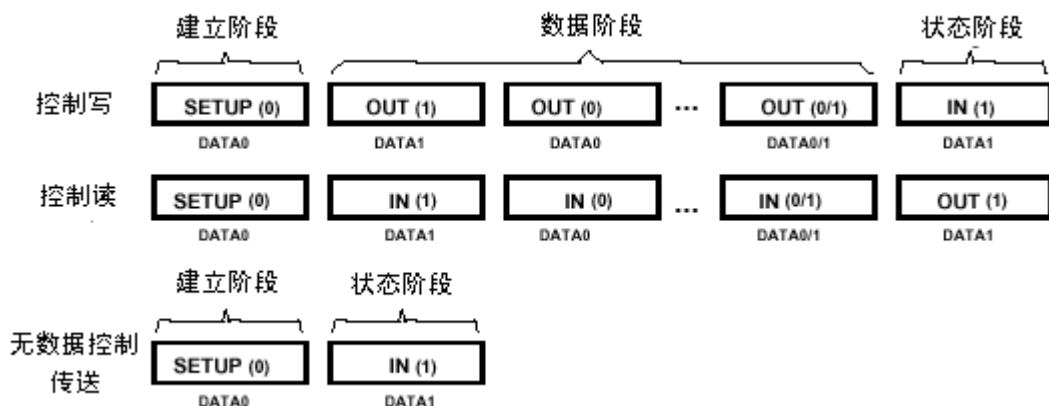 建立阶段 数据阶段 状态阶段
控制写 SETUP (0) OUT (1) OUT (0) ... OUT (0/1) IN (1)
DATA0 DATA1 DATA0 DATA0/1 DATA1
控制读 SETUP (0) IN (1) IN (0) ... IN (0/1) OUT (1)
DATA0 DATA1 DATA0 DATA0/1 DATA1
建立阶段 状态阶段
无数据控制
传送 SETUP (0) IN (1)
DATA0 DATA1